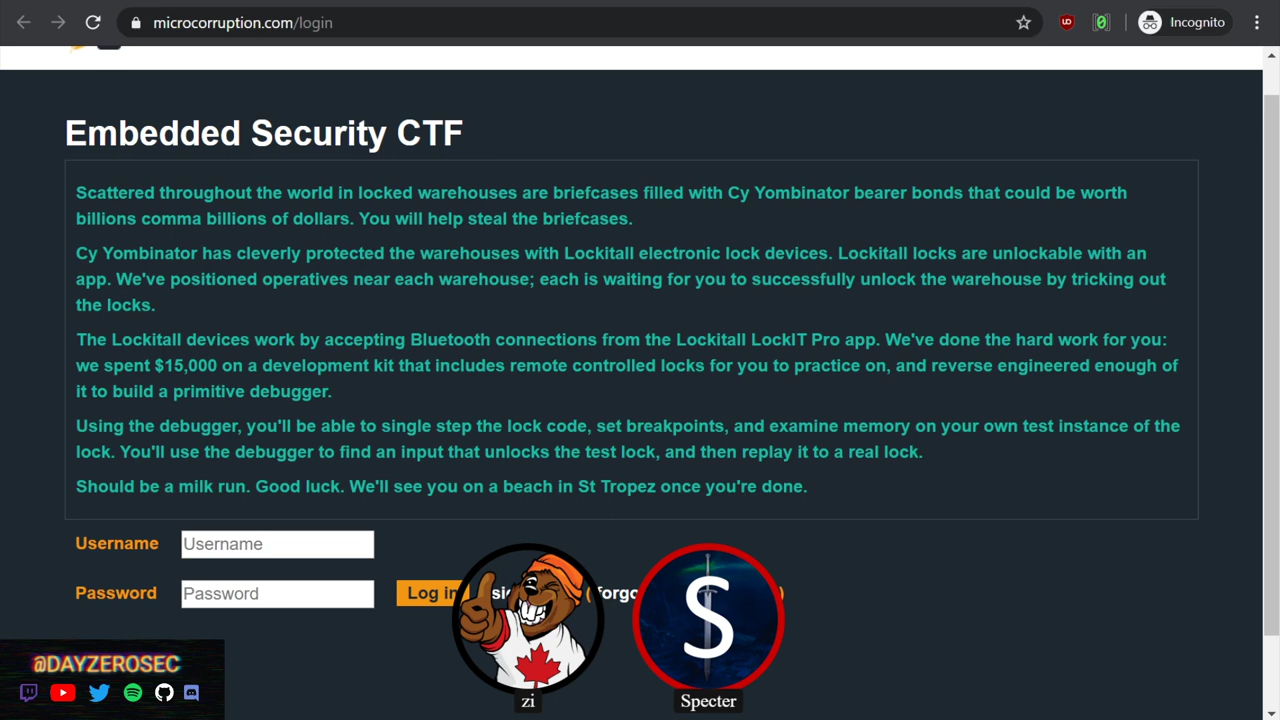 microcorruption.com/login
Incognito
Embedded Security CTF
Scattered throughout the world in locked warehouses are briefcases filled with Cy Yombinator bearer bonds that could be worth
billions comma billions of dollars. You will help steal the briefcases.
Cy Yombinator has cleverly protected the warehouses with Lockitall electronic lock devices. Lockitall locks are unlockable with an
app. We've positioned operatives near each warehouse; each is waiting for you to successfully unlock the warehouse by tricking out
the locks.
The Lockitall devices work by accepting Bluetooth connections from the Lockitall LockIT Pro app. We've done the hard work for you:
we spent $15,000 on a development kit that includes remote controlled locks for you to practice on, and reverse engineered enough of
it to build a primitive debugger.
Using the debugger, you'll be able to single step the lock code, set breakpoints, and examine memory on your own test instance of the
lock. You'll use the debugger to find an input that unlocks the test lock, and then replay it to a real lock.
Should be a milk run. Good luck. We'll see you on a beach in St Tropez once you're done.
Username Username
Password Password Log in (forgo )
S
@DAYZEROSEC
zi Specter